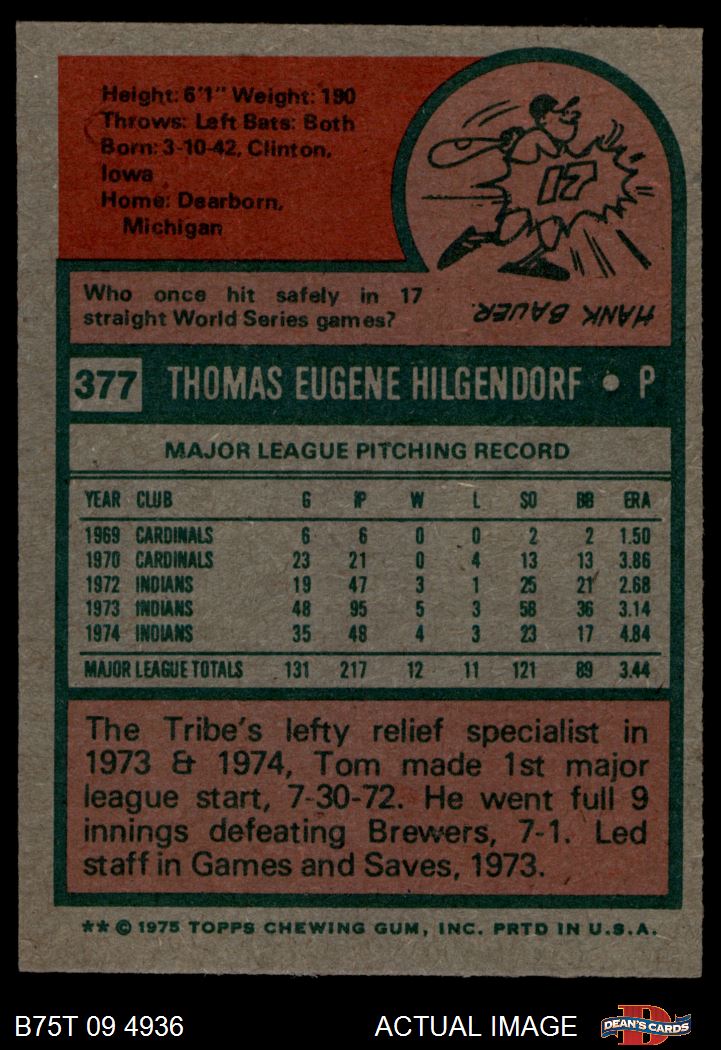 Height: 6'1" Weight: 190
Throws: Left Bats: Both
Born: 3-10-42, Clinton,
Iowa
Home: Dearborn,
Michigan
17
Who once hit safely in 17
straight World Series games?
HANK BAUER.
377 THOMAS EUGENE HILGENDORF • P
MAJOR LEAGUE PITCHING RECORD
YEAR CLUB G IP W L SO BB ERA
1969 CARDINALS 6 6 0 0 2 2 1.50
1970 CARDINALS 23 21 0 4 13 13 3.86
1972 INDIANS 19 47 3 1 25 21 2.68
1973 INDIANS 48 95 5 3 58 36 3.14
1974 INDIANS 35 48 4 3 23 17 4.84
MAJOR LEAGUE TOTALS 131 217 12 11 121 89 3.44
The Tribe's lefty relief specialist in
1973 & 1974, Tom made 1st major
league start, 7-30-72. He went full 9
innings defeating Brewers, 7-1. Led
staff in Games and Saves, 1973.
** © 1975 TOPPS CHEWING GUM, INC. PRTD IN U.S.A.
B75T 09 4936 ACTUAL IMAGE
D
DEAN'S CARDS